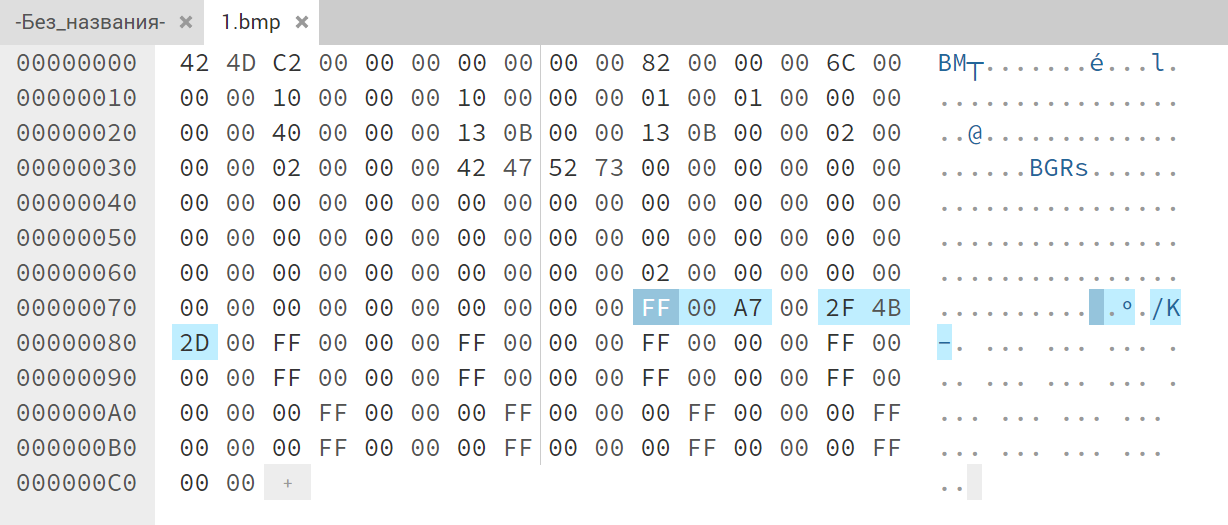 -Без_названия- × 1.bmp ×
00000000 42 4D C2 00 00 00 00 00 00 00 82 00 00 00 6C 00 BM┬.......é...l.
00000010 00 00 10 00 00 00 10 00 00 00 01 00 01 00 00 00 ................
00000020 00 00 40 00 00 00 13 0B 00 00 13 0B 00 00 02 00 ..@.............
00000030 00 00 02 00 00 00 42 47 52 73 00 00 00 00 00 00 ......BGRs......
00000040 00 00 00 00 00 00 00 00 00 00 00 00 00 00 00 00 ................
00000050 00 00 00 00 00 00 00 00 00 00 00 00 00 00 00 00 ................
00000060 00 00 00 00 00 00 00 00 00 00 02 00 00 00 00 00 ................
00000070 00 00 00 00 00 00 00 00 00 00 FF 00 A7 00 2F 4B .......... .º./K
00000080 2D 00 FF 00 00 00 FF 00 00 00 FF 00 00 00 FF 00 -. ... ... ... .
00000090 00 00 FF 00 00 00 FF 00 00 00 FF 00 00 00 FF 00 .. ... ... ... .
000000A0 00 00 00 FF 00 00 00 FF 00 00 00 FF 00 00 00 FF ... ... ... ...
000000B0 00 00 00 FF 00 00 00 FF 00 00 00 FF 00 00 00 FF ... ... ... ...
000000C0 00 00 + ..